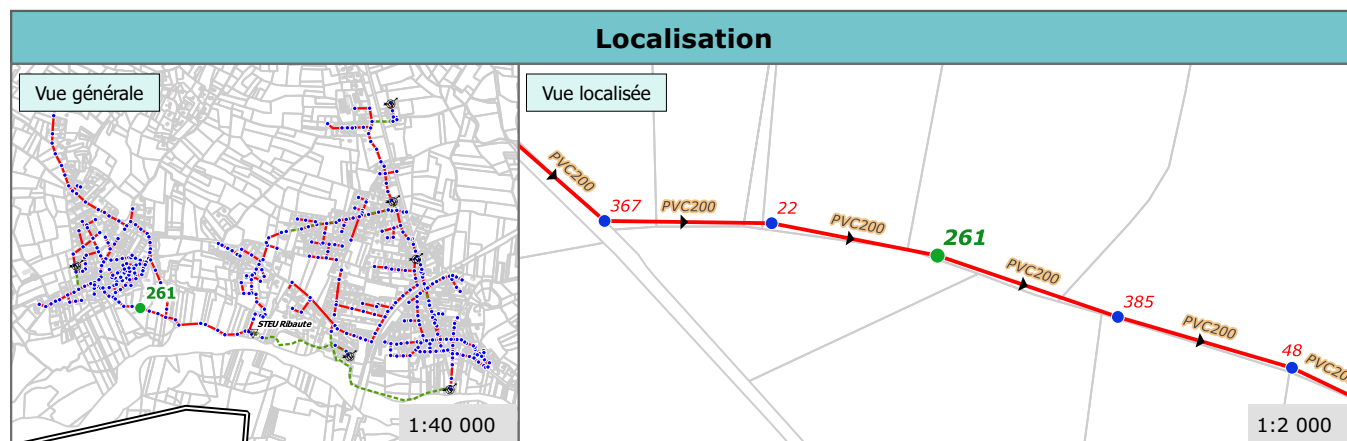 Localisation
Vue générale
261
STEU Ribaute
1:40 000
Vue localisée
PVC200
367
PVC200
22
PVC200
261
PVC200
385
PVC200
48
PVC200
1:2 000